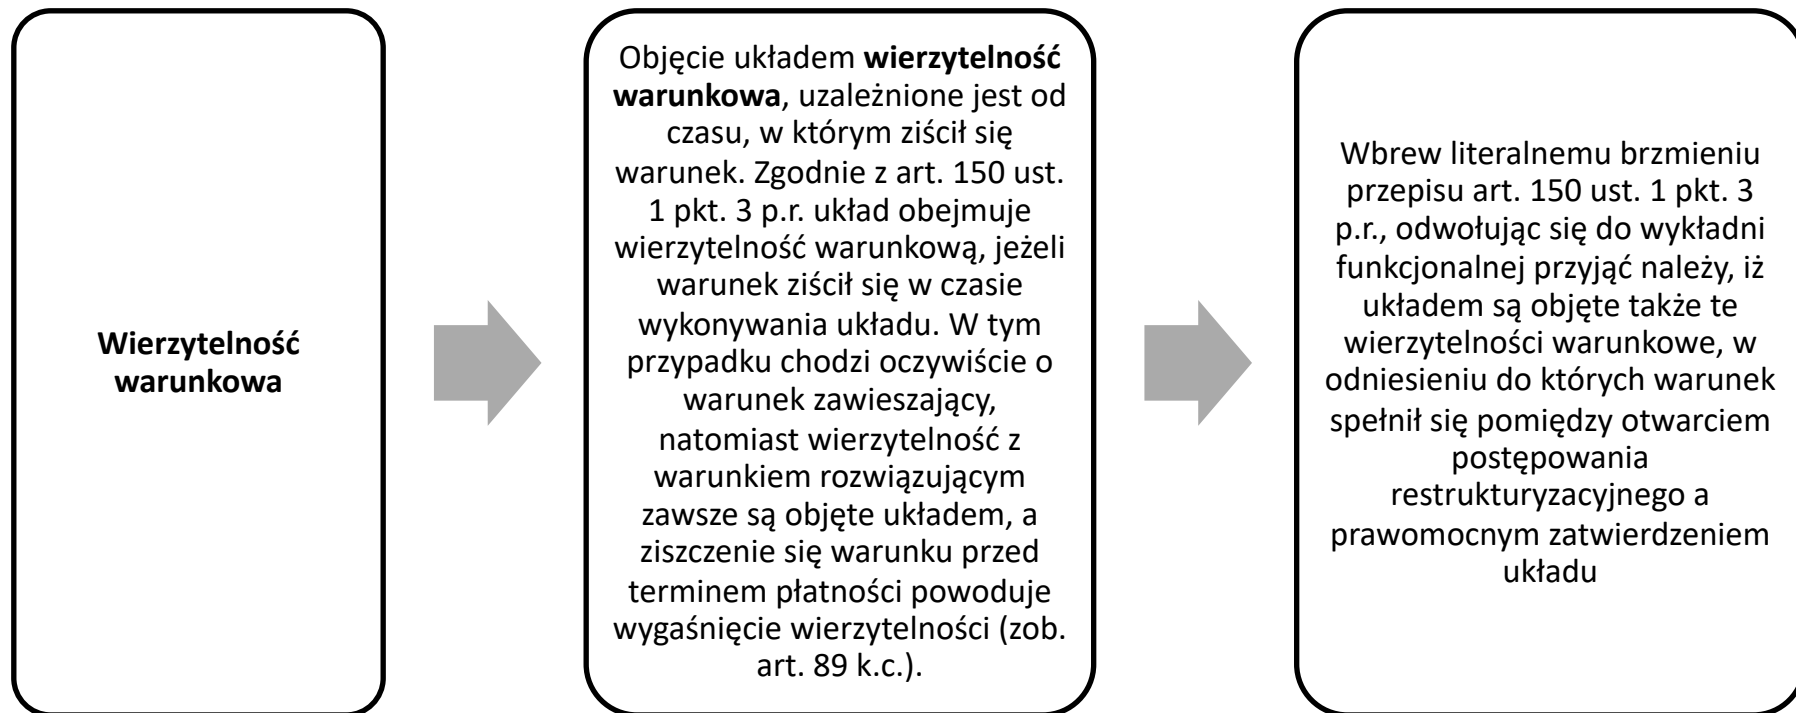 Wierzytelność
warunkowa
Objęcie układem wierzytelność
warunkowa, uzależnione jest od
czasu, w którym ziścił się
warunek. Zgodnie z art. 150 ust.
1 pkt. 3 p.r. układ obejmuje
wierzytelność warunkową, jeżeli
warunek ziścił się w czasie
wykonywania układu. W tym
przypadku chodzi oczywiście o
warunek zawieszający,
natomiast wierzytelność z
warunkiem rozwiązującym
zawsze są objęte układem, a
ziszczenie się warunku przed
terminem płatności powoduje
wygaśnięcie wierzytelności (zob.
art. 89 k.c.).
Wbrew literalnemu brzmieniu
przepisu art. 150 ust. 1 pkt. 3
p.r., odwołując się do wykładni
funkcjonalnej przyjąć należy, iż
układem są objęte także te
wierzytelności warunkowe, w
odniesieniu do których warunek
spełnił się pomiędzy otwarciem
postępowania
restrukturyzacyjnego a
prawomocnym zatwierdzeniem
układu